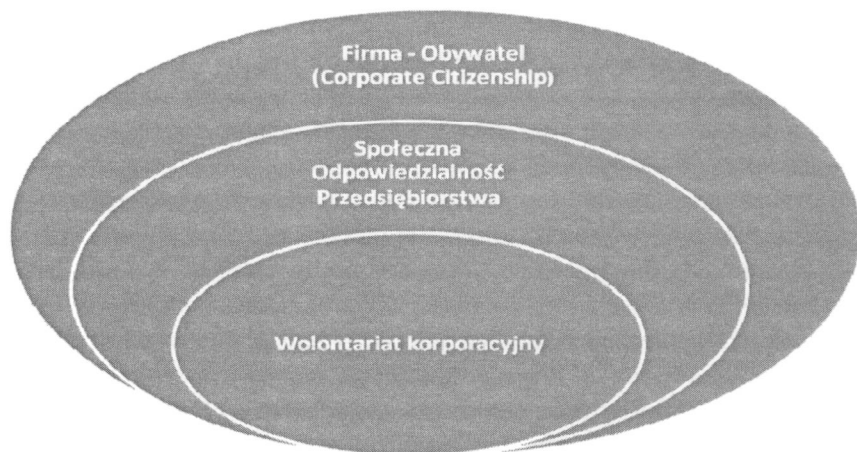 Firma - Obywatel
(Corporate Citizenship)
Społeczna
Odpowiedzialność
Przedsiębiorstwa
Wolontariat korporacyjny